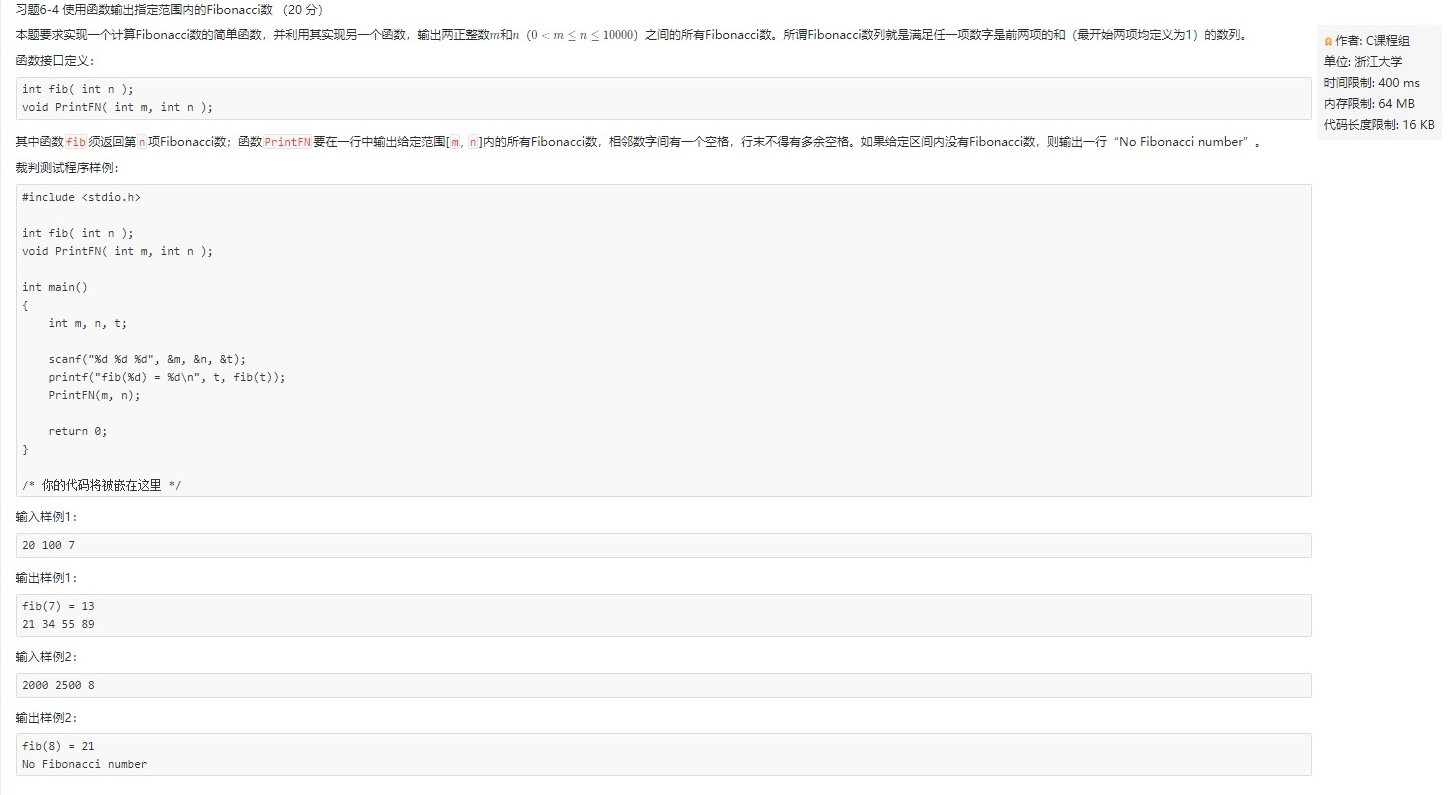 习题6-4 使用函数输出指定范围内的Fibonacci数 （20 分）
本题要求实现一个计算Fibonacci数的简单函数，并利用其实现另一个函数，输出两正整数m和n（0 < m ≤ n ≤ 10000）之间的所有Fibonacci数。所谓Fibonacci数列就是满足任一项数字是前两项的和（最开始两项均定义为1）的数列。
作者: C课程组
单位: 浙江大学
时间限制: 400 ms
内存限制: 64 MB
代码长度限制: 16 KB
函数接口定义：
int fib( int n );
void PrintFN( int m, int n );
其中函数fib须返回第n项Fibonacci数；函数PrintFN要在一行中输出给定范围[m, n]内的所有Fibonacci数，相邻数字间有一个空格，行末不得有多余空格。如果给定区间内没有Fibonacci数，则输出一行“No Fibonacci number”。
裁判测试程序样例：
#include <stdio.h>
int fib( int n );
void PrintFN( int m, int n );
int main()
{
int m, n, t;
scanf("%d %d %d", &m, &n, &t);
printf("fib(%d) = %d\n", t, fib(t));
PrintFN(m, n);
return 0;
}
/* 你的代码将被嵌在这里 */
输入样例1：
20 100 7
输出样例1：
fib(7) = 13
21 34 55 89
输入样例2：
2000 2500 8
输出样例2：
fib(8) = 21
No Fibonacci number